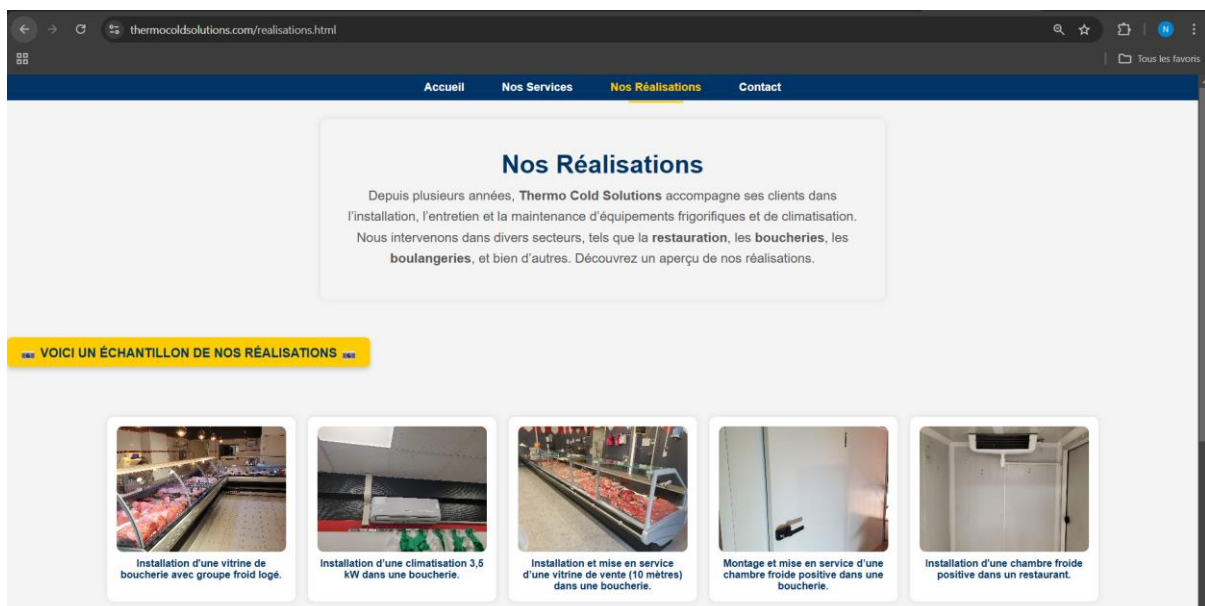 thermocoldsolutions.com/realisations.html
N
Tous les favoris
Accueil Nos Services Nos Réalisations Contact
Nos Réalisations
Depuis plusieurs années, Thermo Cold Solutions accompagne ses clients dans
l'installation, l'entretien et la maintenance d'équipements frigorifiques et de climatisation.
Nous intervenons dans divers secteurs, tels que la restauration, les boucheries, les
boulangeries, et bien d'autres. Découvrez un aperçu de nos réalisations.
VOICI UN ÉCHANTILLON DE NOS RÉALISATIONS
Installation d'une vitrine de
boucherie avec groupe froid logé.
Installation d'une climatisation 3,5
kW dans une boucherie.
Installation et mise en service
d'une vitrine de vente (10 mètres)
dans une boucherie.
Montage et mise en service d'une
chambre froide positive dans une
boucherie.
Installation d'une chambre froide
positive dans un restaurant.